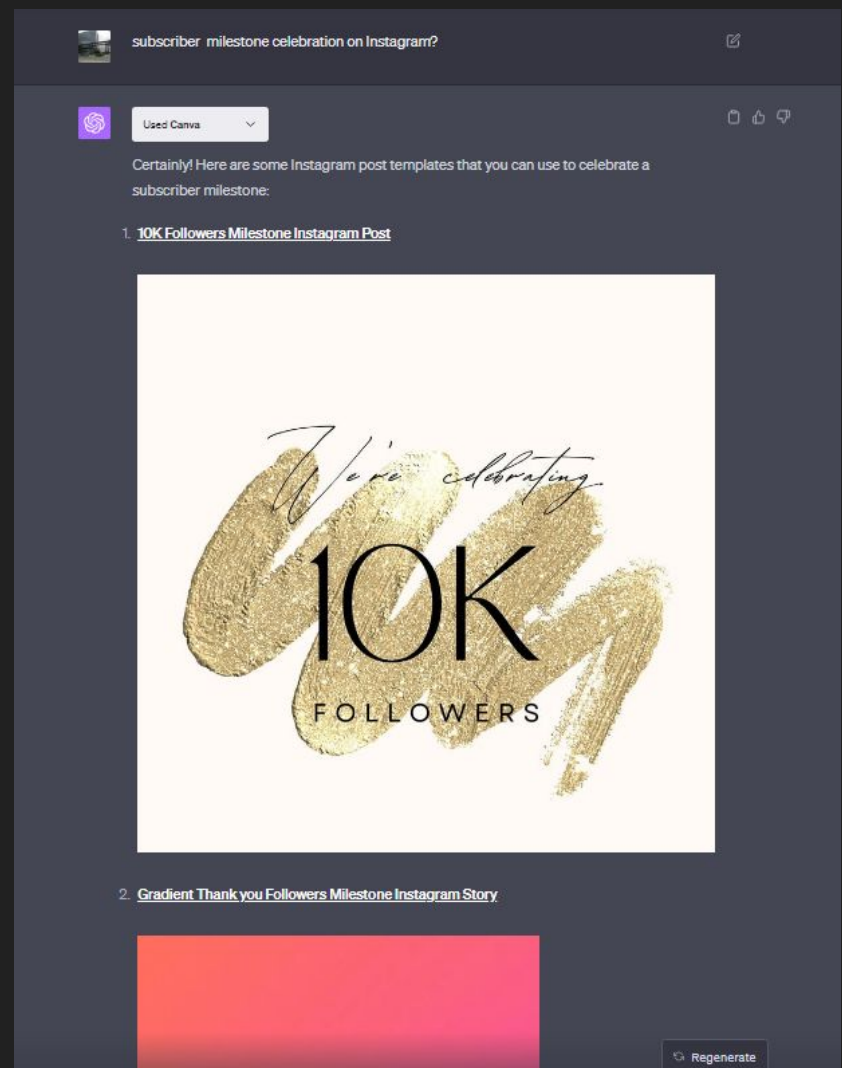 subscriber milestone celebration on Instagram?
Used Canva
Certainly! Here are some Instagram post templates that you can use to celebrate a
subscriber milestone:
1. 10K Followers Milestone Instagram Post
We're celebrating
10K
FOLLOWERS
2. Gradient Thank you Followers Milestone Instagram Story
Regenerate